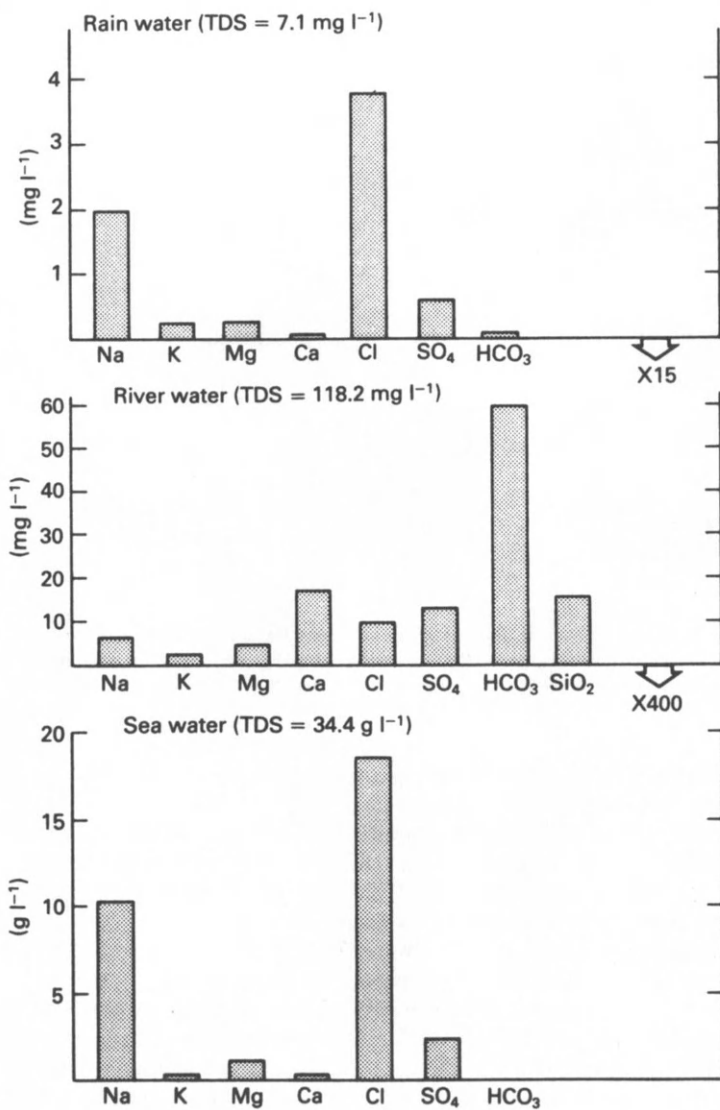 Rain water (TDS = 7.1 mg l⁻¹)
4
3
2
1
(mg l⁻¹)
Na K Mg Ca Cl SO₄ HCO₃
X15
River water (TDS = 118.2 mg l⁻¹)
60
50
40
30
20
10
(mg l⁻¹)
Na K Mg Ca Cl SO₄ HCO₃ SiO₂
X400
Sea water (TDS = 34.4 g l⁻¹)
20
15
10
5
(g l⁻¹)
Na K Mg Ca Cl SO₄ HCO₃